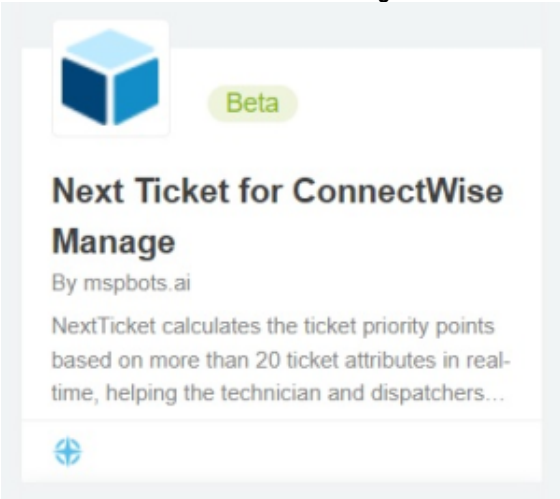 Beta
Next Ticket for ConnectWise
Manage
By mspbots.ai
NextTicket calculates the ticket priority points
based on more than 20 ticket attributes in real-
time, helping the technician and dispatchers...